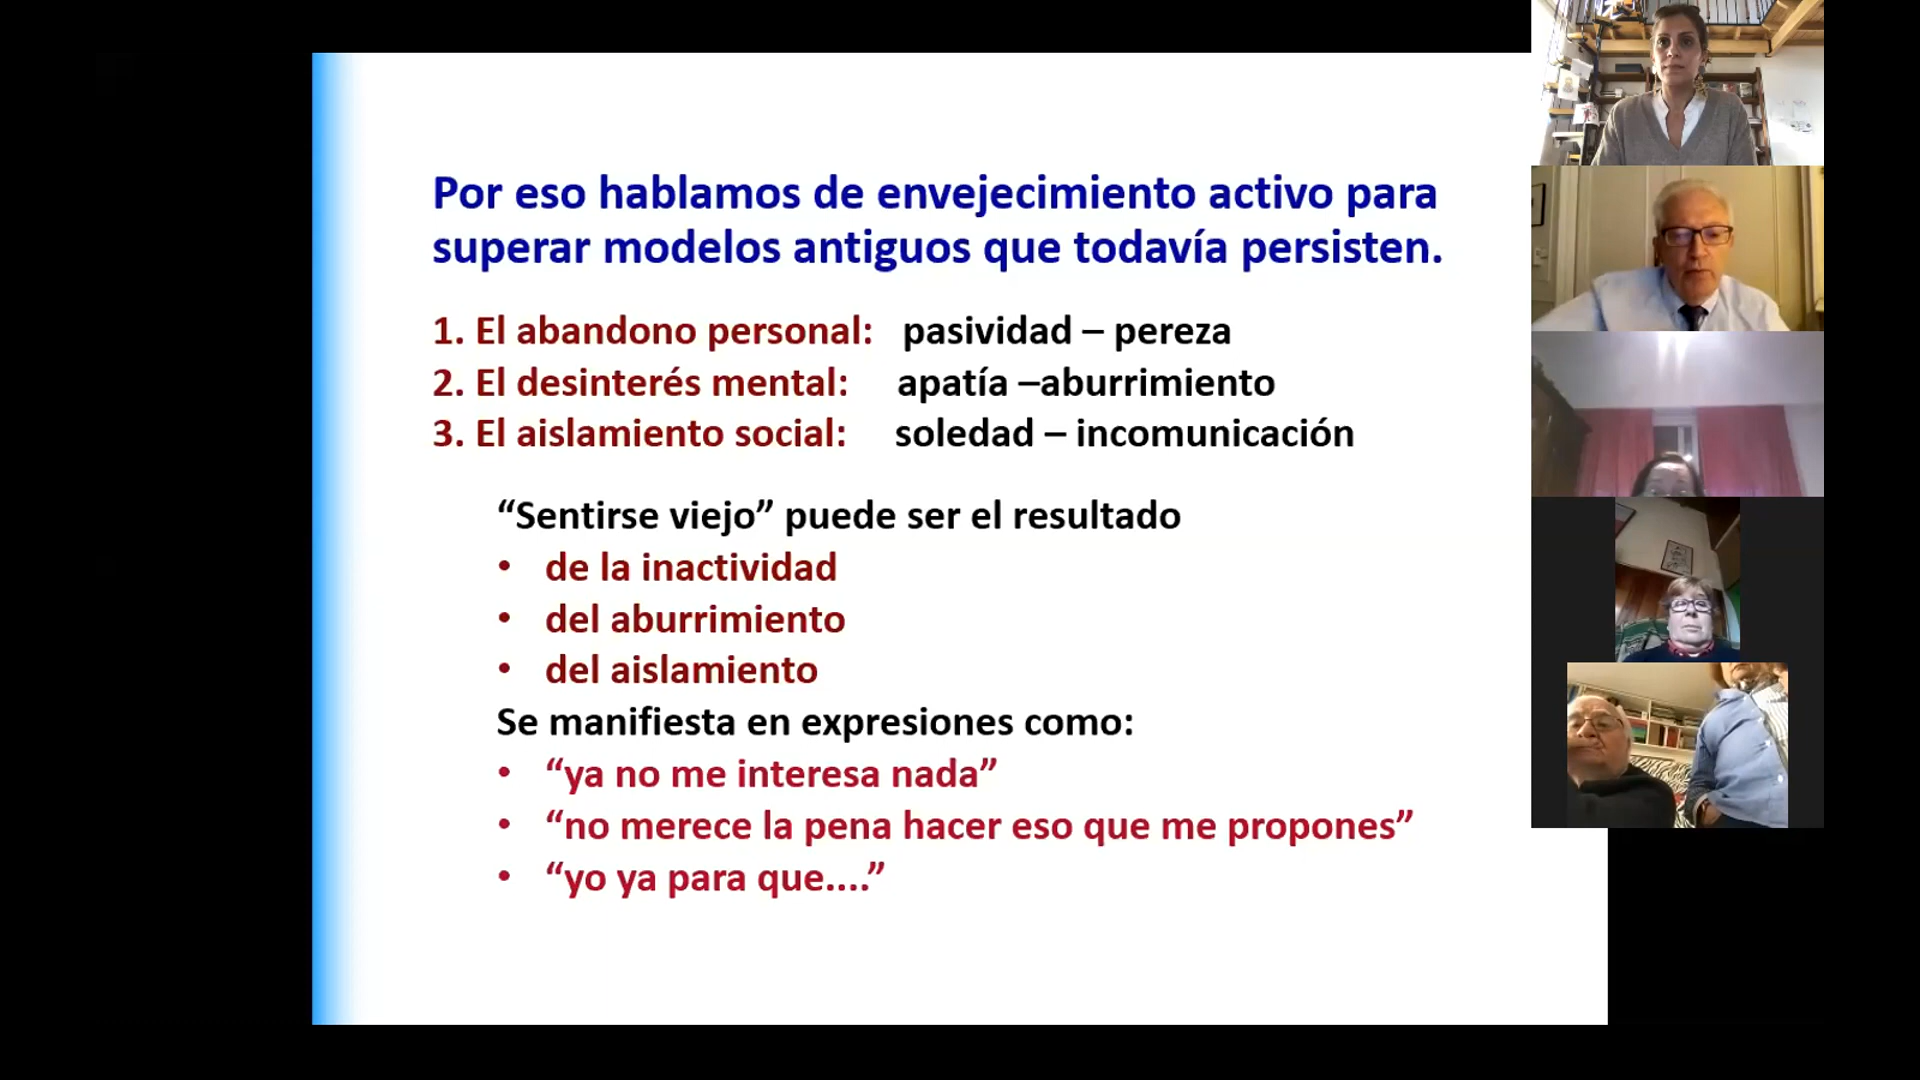 Por eso hablamos de envejecimiento activo para
superar modelos antiguos que todavía persisten.
1. El abandono personal: pasividad – pereza
2. El desinterés mental: apatía –aburrimiento
3. El aislamiento social: soledad – incomunicación
“Sentirse viejo” puede ser el resultado
• de la inactividad
• del aburrimiento
• del aislamiento
Se manifiesta en expresiones como:
• “ya no me interesa nada”
• “no merece la pena hacer eso que me propones”
• “yo ya para que....”